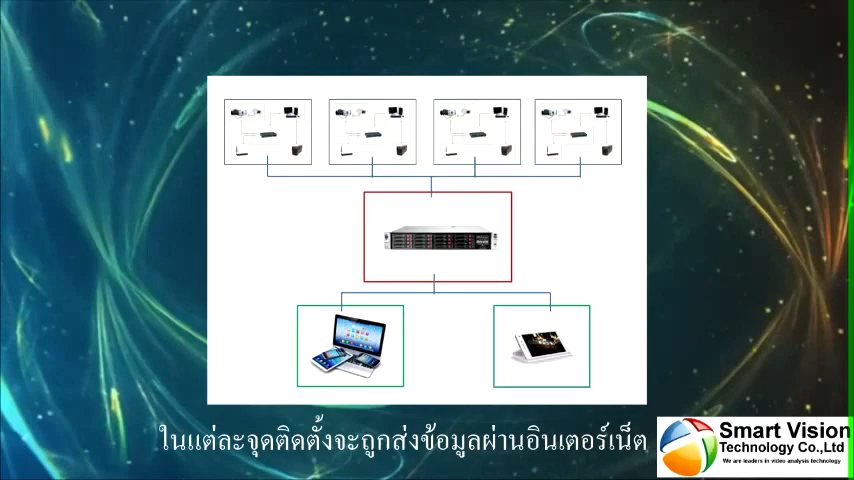 ในแต่ละจุดติดตั้งจะถูกส่งข้อมูลผ่านอินเตอร์เน็ต
Smart Vision
Technology Co.,Ltd
We are leaders in video analysis technology